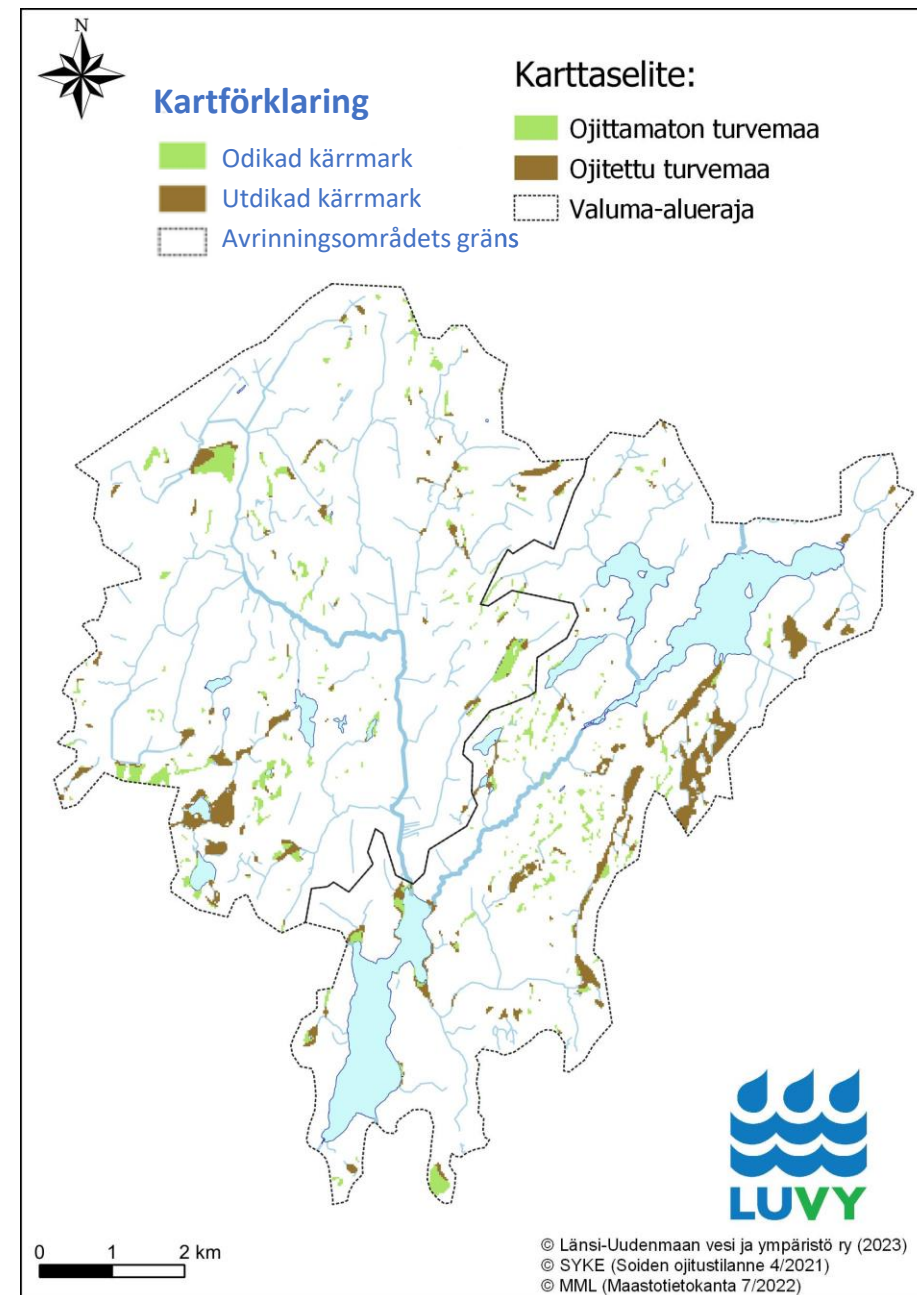 N
Kartförklaring
Odikad kärrmark
Utdikad kärrmark
Avrinningsområdets gräns
Karttaselite:
Ojittamaton turvemaa
Ojitettu turvemaa
Valuma-alueraja
LUVY
0 1 2 km
© Länsi-Uudenmaan vesi ja ympäristö ry (2023)
© SYKE (Soiden ojitustilanne 4/2021)
© MML (Maastotietokanta 7/2022)